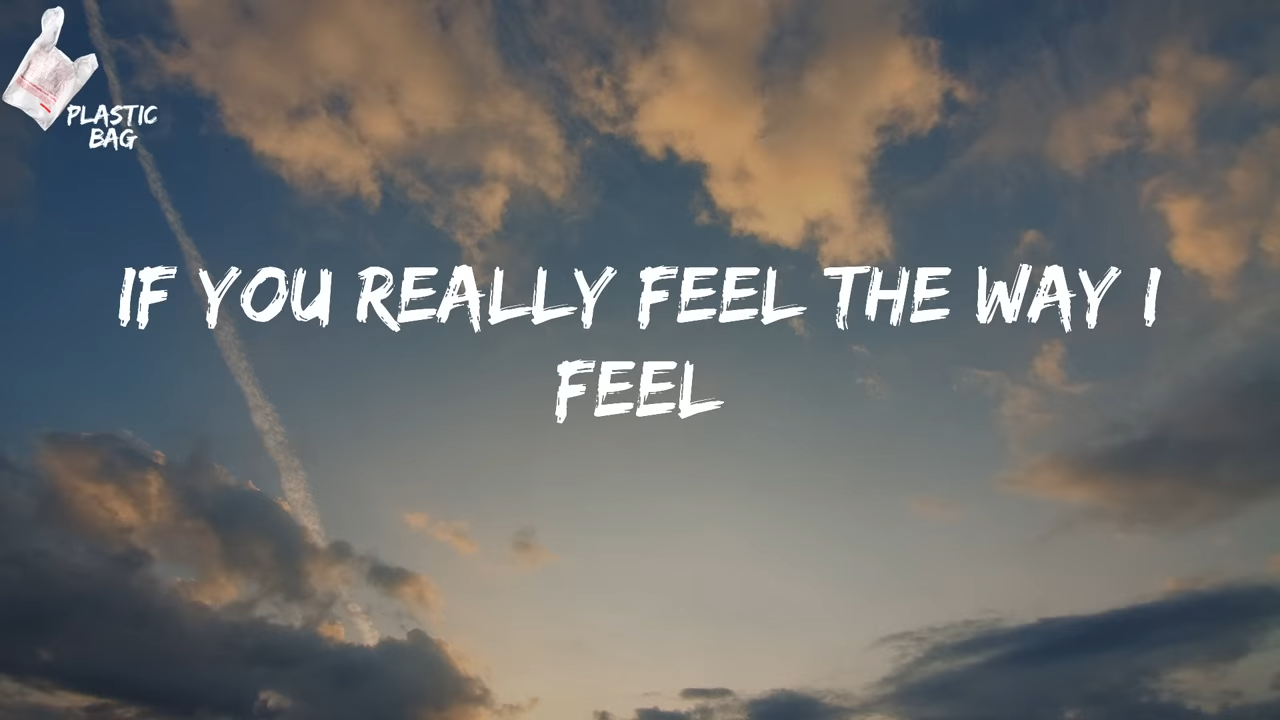 PLASTIC
BAG
IF YOU REALLY FEEL THE WAY I
FEEL